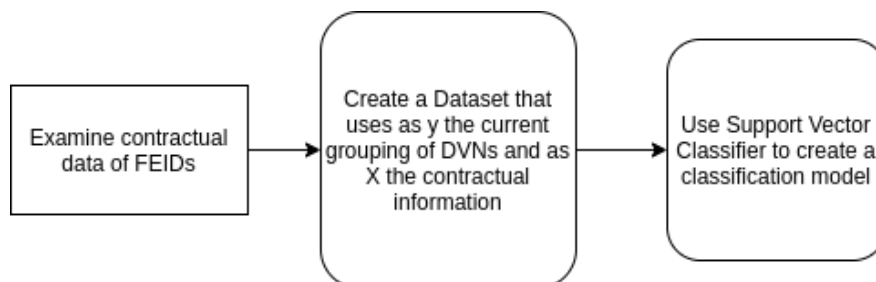 Examine contractual
data of FEIDs
Create a Dataset that
uses as y the current
grouping of DVNs and as
X the contractual
information
Use Support Vector
Classifier to create a
classification model